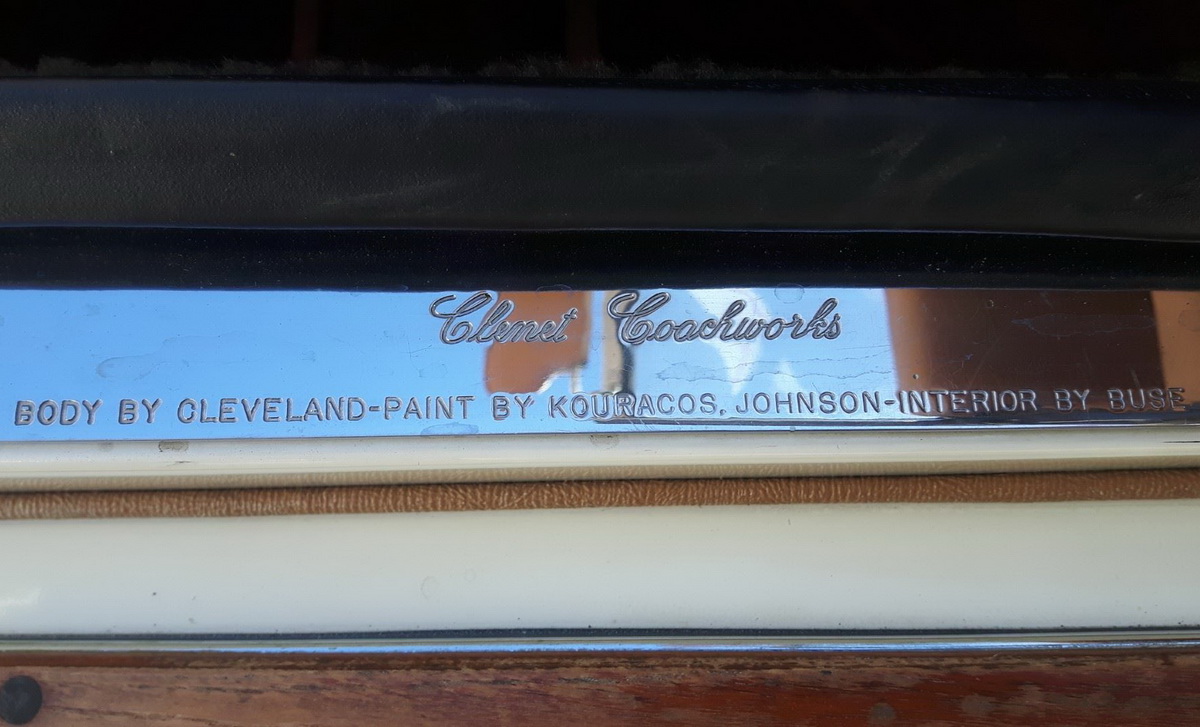 Clenet Coachworks
BODY BY CLEVELAND-PAINT BY KOURACOS, JOHNSON-INTERIOR BY BUSE